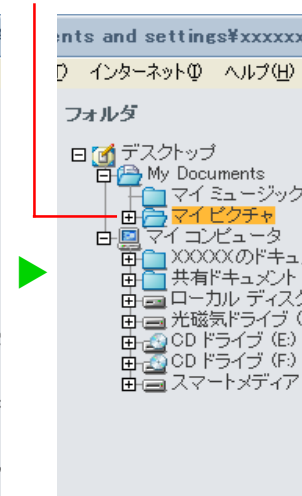 ents and settings¥xxxxxx
インターネット(I) ヘルプ(H)
フォルダ
デスクトップ
My Documents
マイ ミュージック
マイ ピクチャ
マイ コンピュータ
XXXXXのドキュ
共有ドキュメント
ローカル ディスク
光磁気ドライブ (
CD ドライブ (E:)
CD ドライブ (F:)
スマートメディア